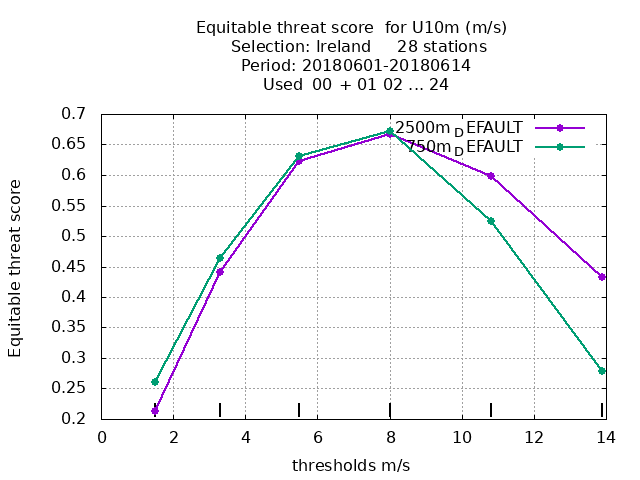 Equitable threat score  for U10m (m/s)
Selection: Ireland     28 stations
Period: 20180601-20180614
Used  00 + 01 02 ... 24
2500m_DEFAULT
750m_DEFAULT
Equitable threat score
0.7
0.65
0.6
0.55
0.5
0.45
0.4
0.35
0.3
0.25
0.2
0 2 4 6 8 10 12 14
thresholds m/s